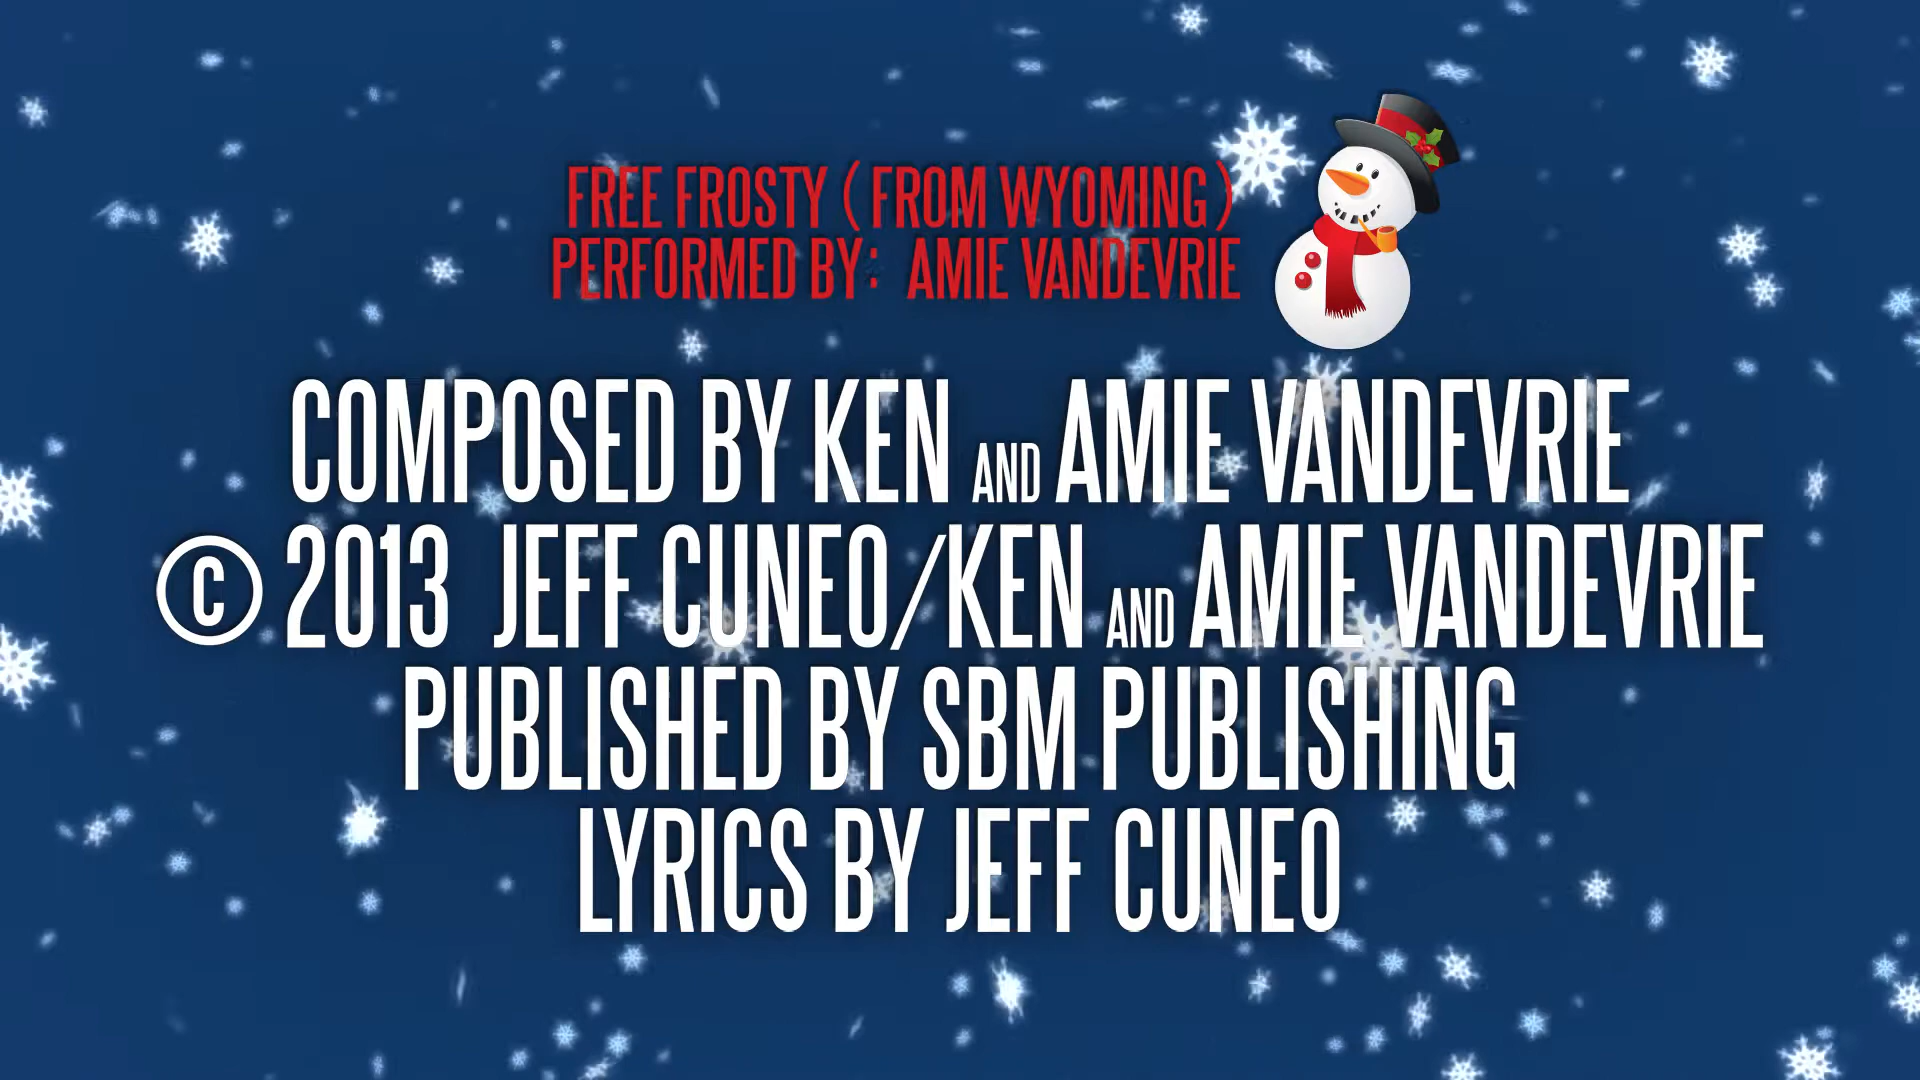 FREE FROSTY (FROM WYOMING)
PERFORMED BY: AMIE VANDEVRIE
COMPOSED BY KEN AND AMIE VANDEVRIE
© 2013 JEFF CUNEO/KEN AND AMIE VANDEVRIE
PUBLISHED BY SBM PUBLISHING
LYRICS BY JEFF CUNEO